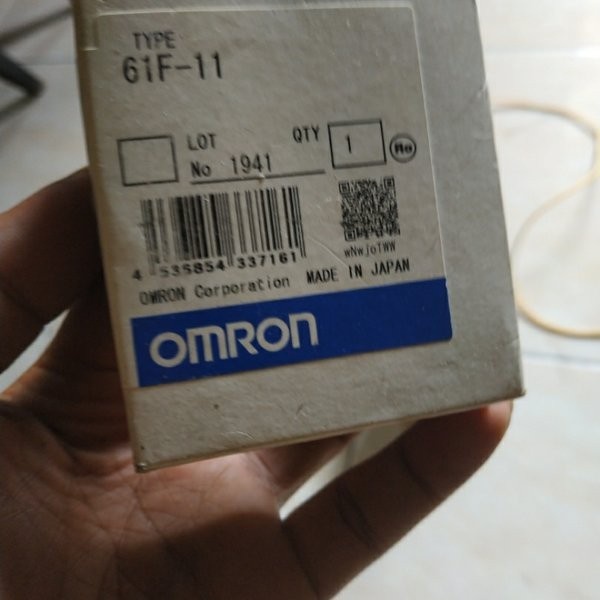 TYPE
61F-11
LOT QTY
No 1941 1
wNwjoTWW
4 535854 337161
OMRON Corporation MADE IN JAPAN
OMRON